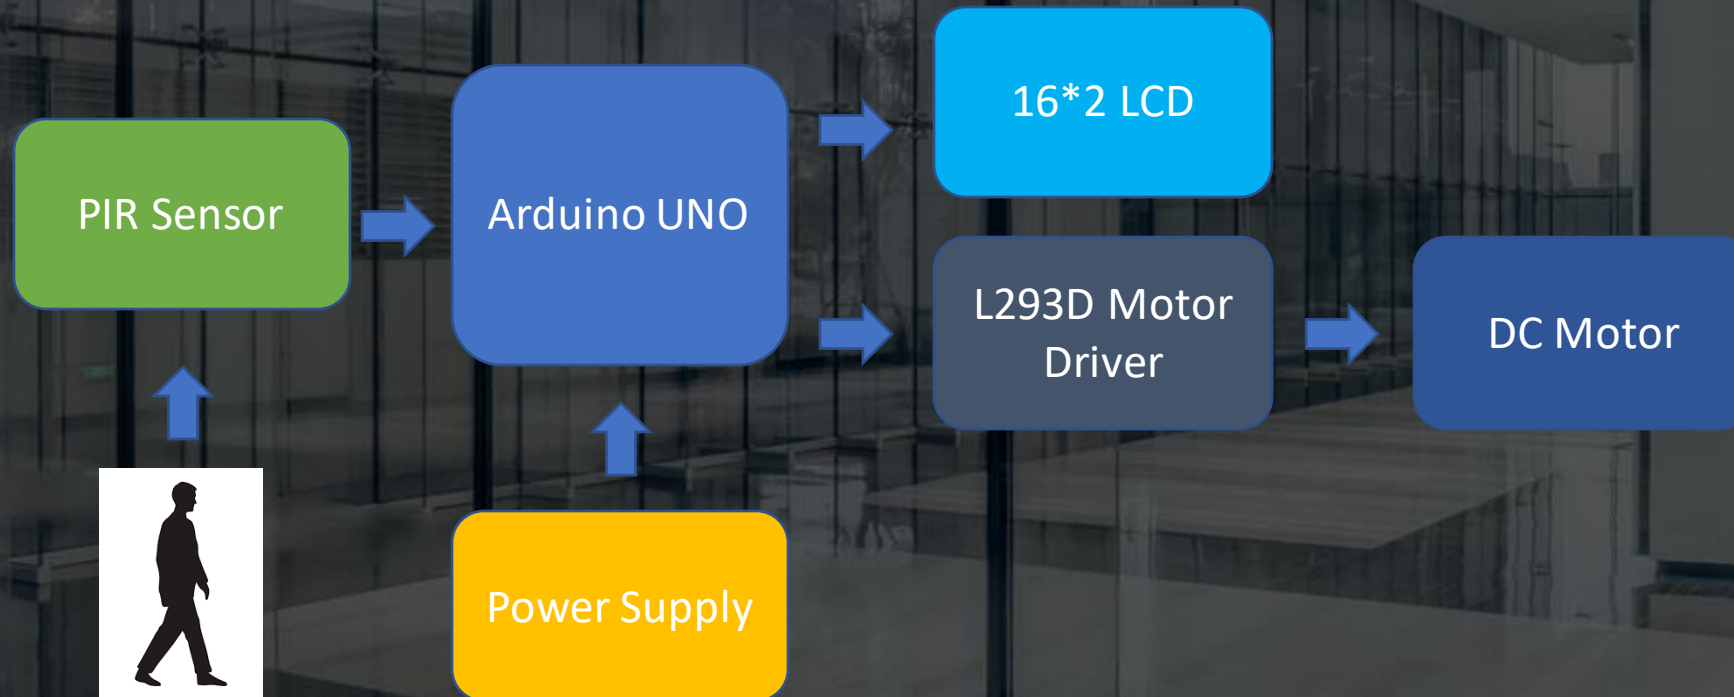 PIR Sensor
Arduino UNO
16*2 LCD
L293D Motor
Driver
DC Motor
Power Supply